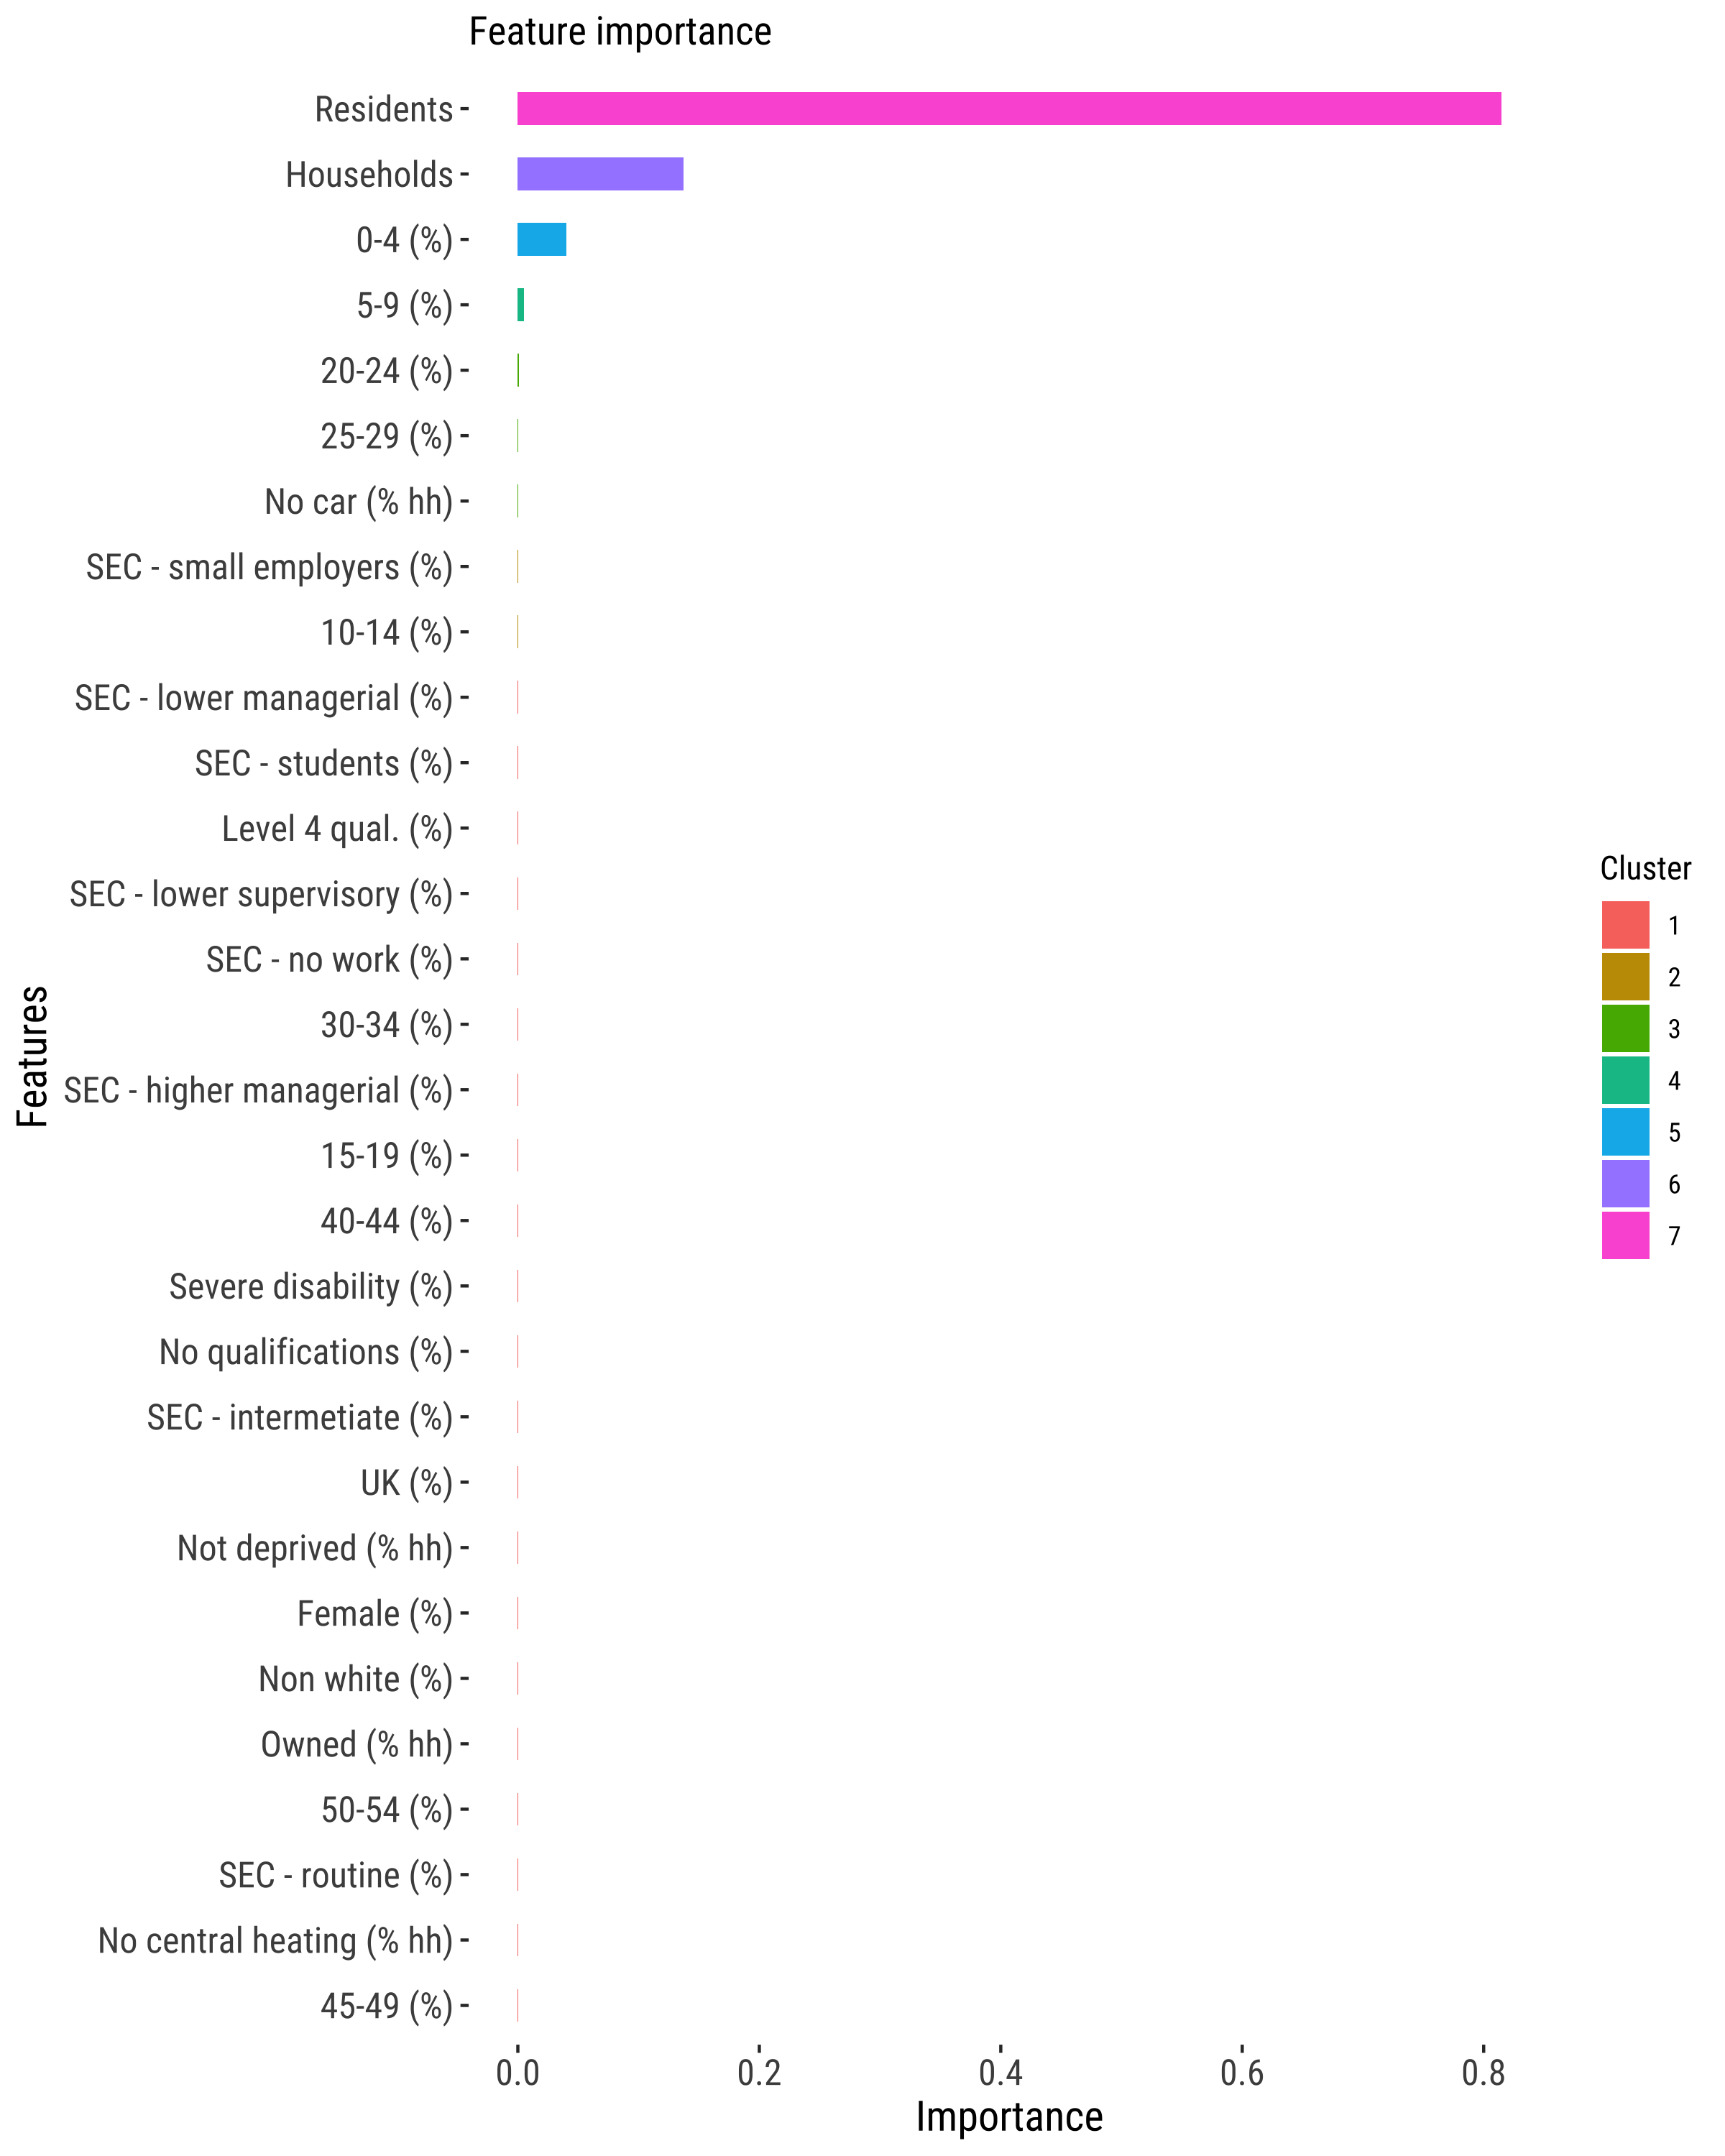 Feature importance
Residents
Households
0-4 (%)
5-9 (%)
20-24 (%)
25-29 (%)
No car (% hh)
SEC - small employers (%)
10-14 (%)
SEC - lower managerial (%)
SEC - students (%)
Level 4 qual. (%)
SEC - lower supervisory (%)
SEC - no work (%)
30-34 (%)
SEC - higher managerial (%)
15-19 (%)
40-44 (%)
Severe disability (%)
No qualifications (%)
SEC - intermetiate (%)
UK (%)
Not deprived (% hh)
Female (%)
Non white (%)
Owned (% hh)
50-54 (%)
SEC - routine (%)
No central heating (% hh)
45-49 (%)
Features
0.0 0.2 0.4 0.6 0.8
Importance
Cluster
1
2
3
4
5
6
7